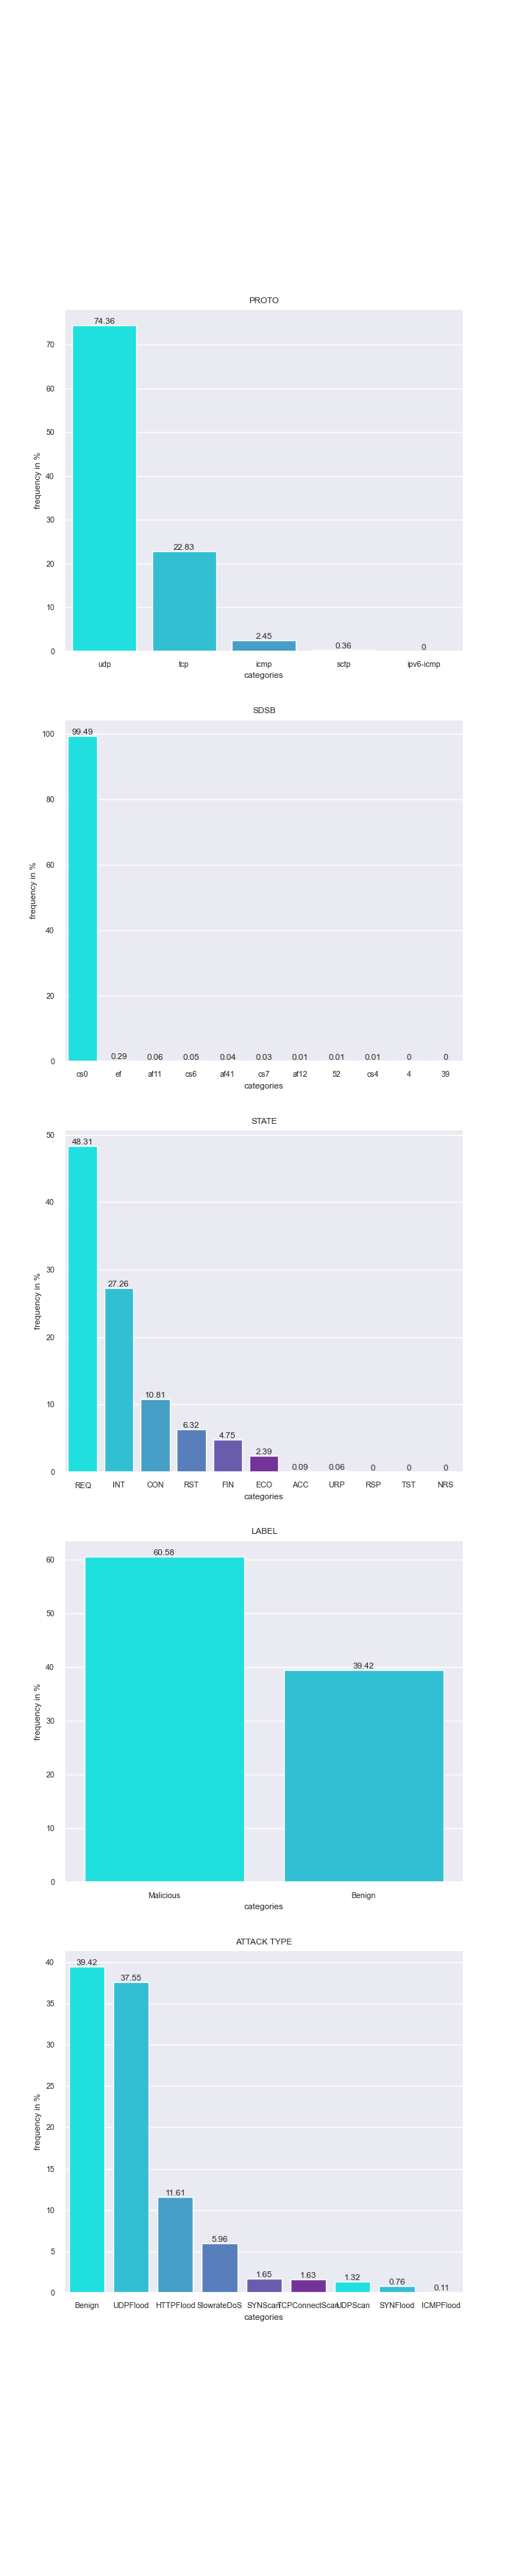 PROTO
74.36
70
60
50
40
30
22.83
20
10
2.45
0.36
0
0
udp tcp icmp sctp ipv6-icmp
categories
frequency in %
SDSB
100
99.49
80
60
40
20
0.29 0.06 0.05 0.04 0.03 0.01 0.01 0.01 0 0
0
cs0 ef af11 cs6 af41 cs7 af12 52 cs4 4 39
categories
frequency in %
STATE
50
48.31
40
30
27.26
20
10.81
10
6.32
4.75
2.39
0.09 0.06 0 0 0
0
REQ INT CON RST FIN ECO ACC URP RSP TST NRS
categories
frequency in %
LABEL
60.58
60
50
40
39.42
30
20
10
0
Malicious Benign
categories
frequency in %
ATTACK TYPE
39.42
40
37.55
35
30
25
20
15
11.61
10
5.96
5
1.65 1.63 1.32 0.76 0.11
0
Benign UDPFlood HTTPFlood SlowrateDoS SYNScan TCPConnectScan UDPScan SYNFlood ICMPFlood
categories
frequency in %